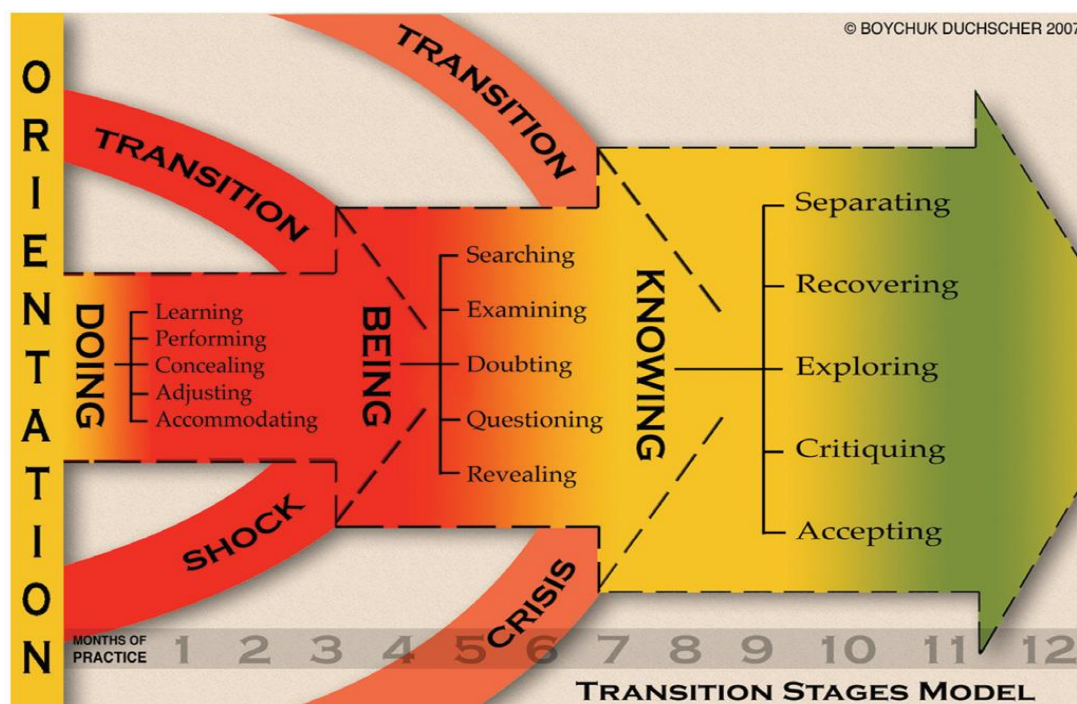 © BOYCHUK DUCHSCHER 2007
ORIENTATION
TRANSITION
SHOCK
DOING
Learning
Performing
Concealing
Adjusting
Accommodating
TRANSITION
CRISIS
BEING
Searching
Examining
Doubting
Questioning
Revealing
KNOWING
Separating
Recovering
Exploring
Critiquing
Accepting
MONTHS OF
PRACTICE 1 2 3 4 5 6 7 8 9 10 11 12
TRANSITION STAGES MODEL